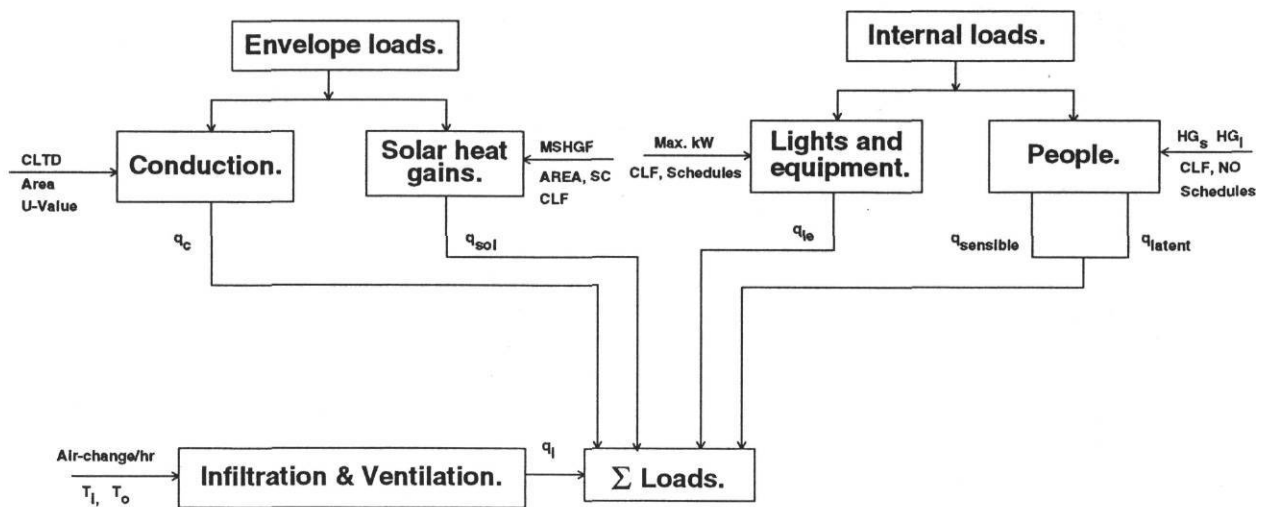 Envelope loads.
Internal loads.
CLTD
Area
U-Value
Conduction.
Solar heat
gains.
MSHGF
AREA, SC
CLF
Max. kW
CLF, Schedules
Lights and
equipment.
People.
HGs HGl
CLF, NO
Schedules
qc
qsol
qle
qsensible
qlatent
Air-change/hr
Ti, To
Infiltration & Ventilation.
qi
Σ Loads.